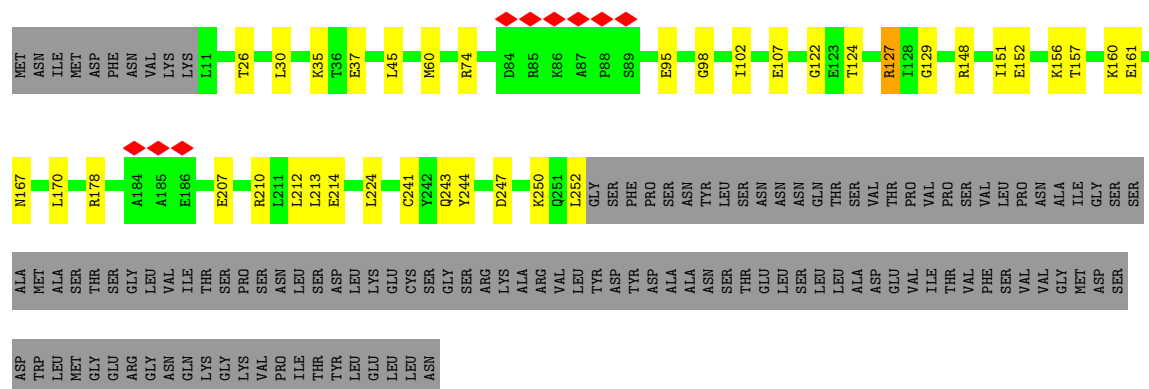 MET ASN ILE MET ASP PHE ASN VAL LYS LYS L11 T26 L30 K35 T36 E37 L45 M60 R74 D84 R85 K86 A87 P88 S89 E95 G98 I102 E107 G122 E123 T124 R127 I128 G129 R148 I151 E152 K156 T157 K160 E161
N167 L170 R178 A184 A185 E186 E207 R210 L211 L212 L213 E214 L224 C241 Y242 Q243 Y244 D247 K250 Q251 L252 GLY SER PHE PRO SER ASN TYR LEU SER ASN ASN ASN GLN THR SER VAL THR PRO VAL PRO SER VAL LEU PRO ASN ALA ILE GLY SER SER
ALA MET ALA SER THR SER GLY LEU VAL ILE THR SER PRO SER ASN LEU SER ASP LEU LYS GLU CYS SER GLY SER ARG LYS ALA ARG VAL LEU TYR ASP TYR ASP ALA ALA ASN SER THR GLU LEU SER LEU LEU ALA ASP GLU VAL ILE THR VAL PHE SER VAL VAL GLY MET ASP SER
ASP TRP LEU MET GLY GLU ARG GLY ASN GLN LYS GLY LYS VAL PRO ILE THR TYR LEU GLU LEU LEU ASN